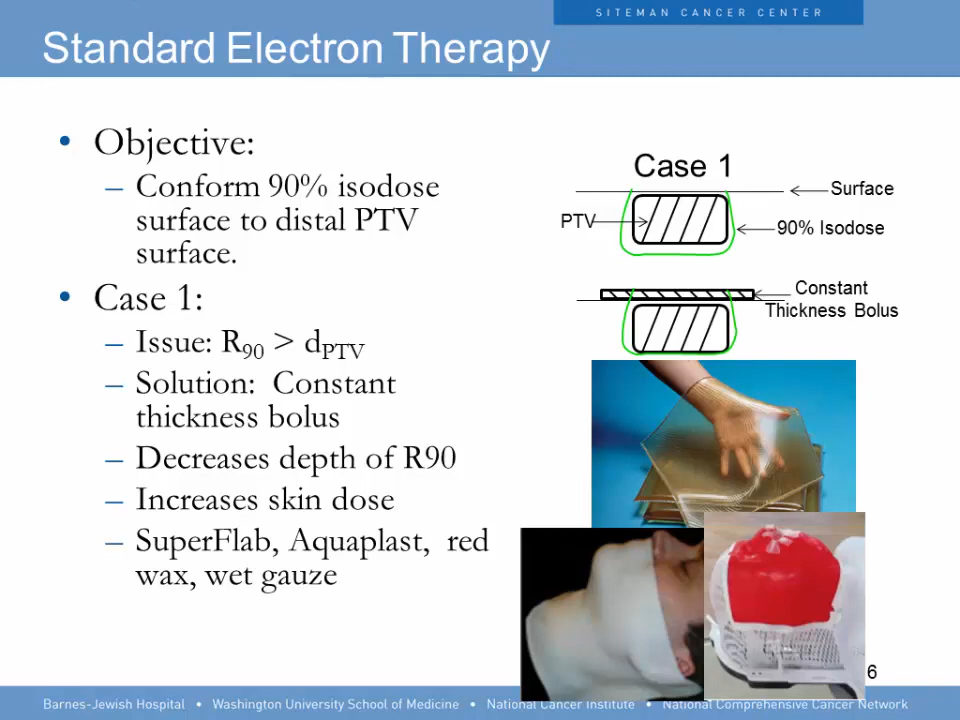 SITEMAN CANCER CENTER
Standard Electron Therapy
• Objective:
– Conform 90% isodose
surface to distal PTV
surface.
• Case 1:
– Issue: R90 > dPTV
– Solution: Constant
thickness bolus
– Decreases depth of R90
– Increases skin dose
– SuperFlab, Aquaplast, red
wax, wet gauze
Case 1
Surface
PTV
90% Isodose
Constant
Thickness Bolus
6
Barnes-Jewish Hospital • Washington University School of Medicine • National Cancer Institute • National Comprehensive Cancer Network